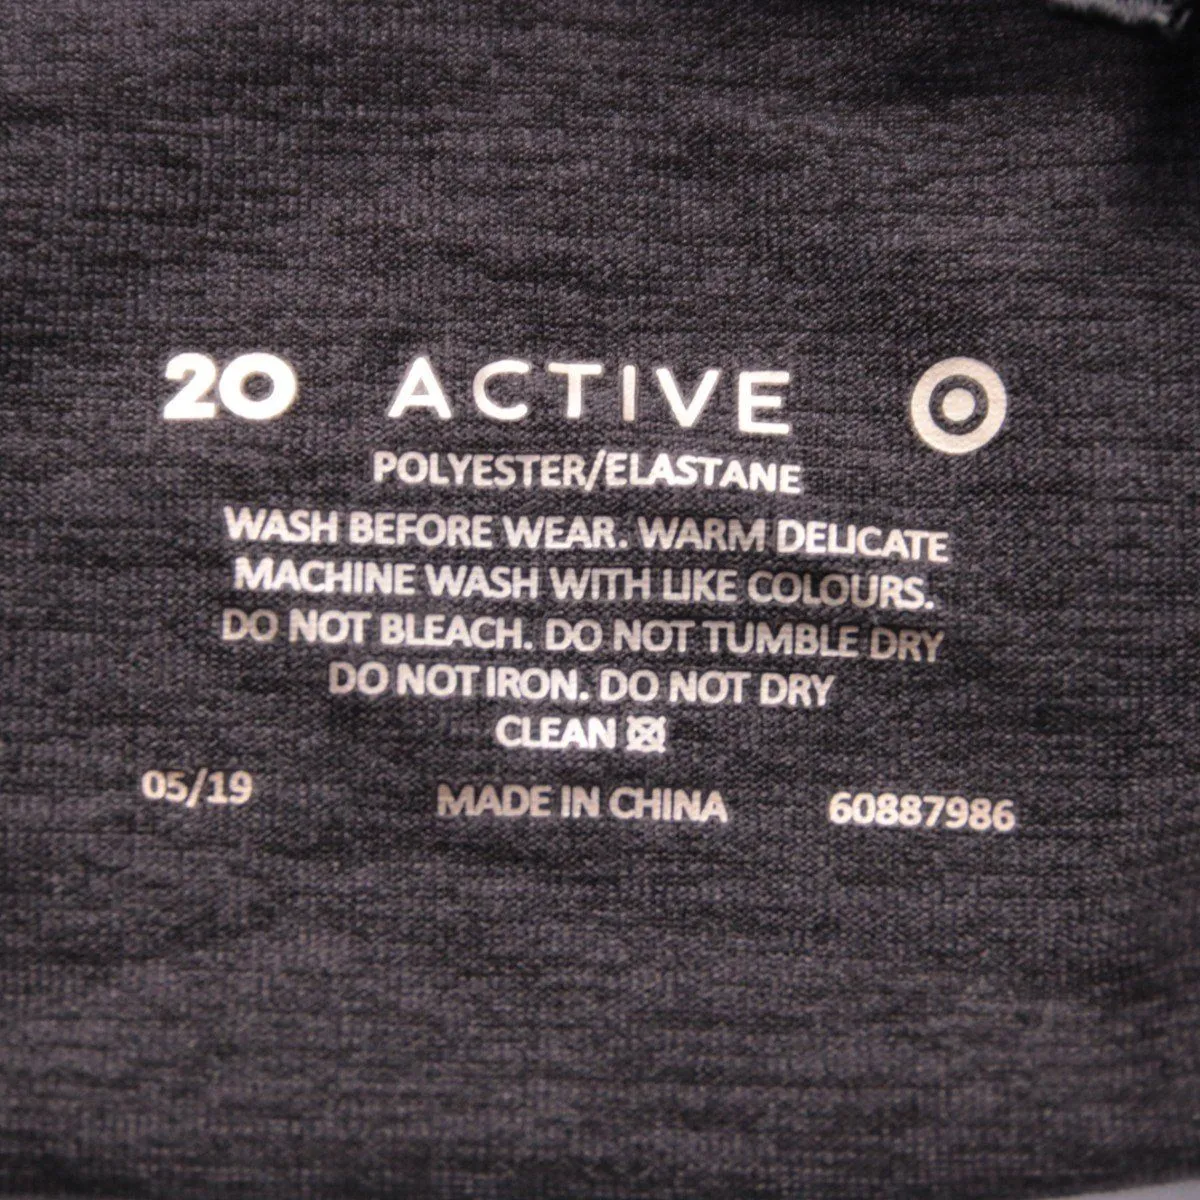 20 ACTIVE
POLYESTER/ELASTANE
WASH BEFORE WEAR. WARM DELICATE
MACHINE WASH WITH LIKE COLOURS.
DO NOT BLEACH. DO NOT TUMBLE DRY
DO NOT IRON. DO NOT DRY
CLEAN
05/19 MADE IN CHINA 60887986